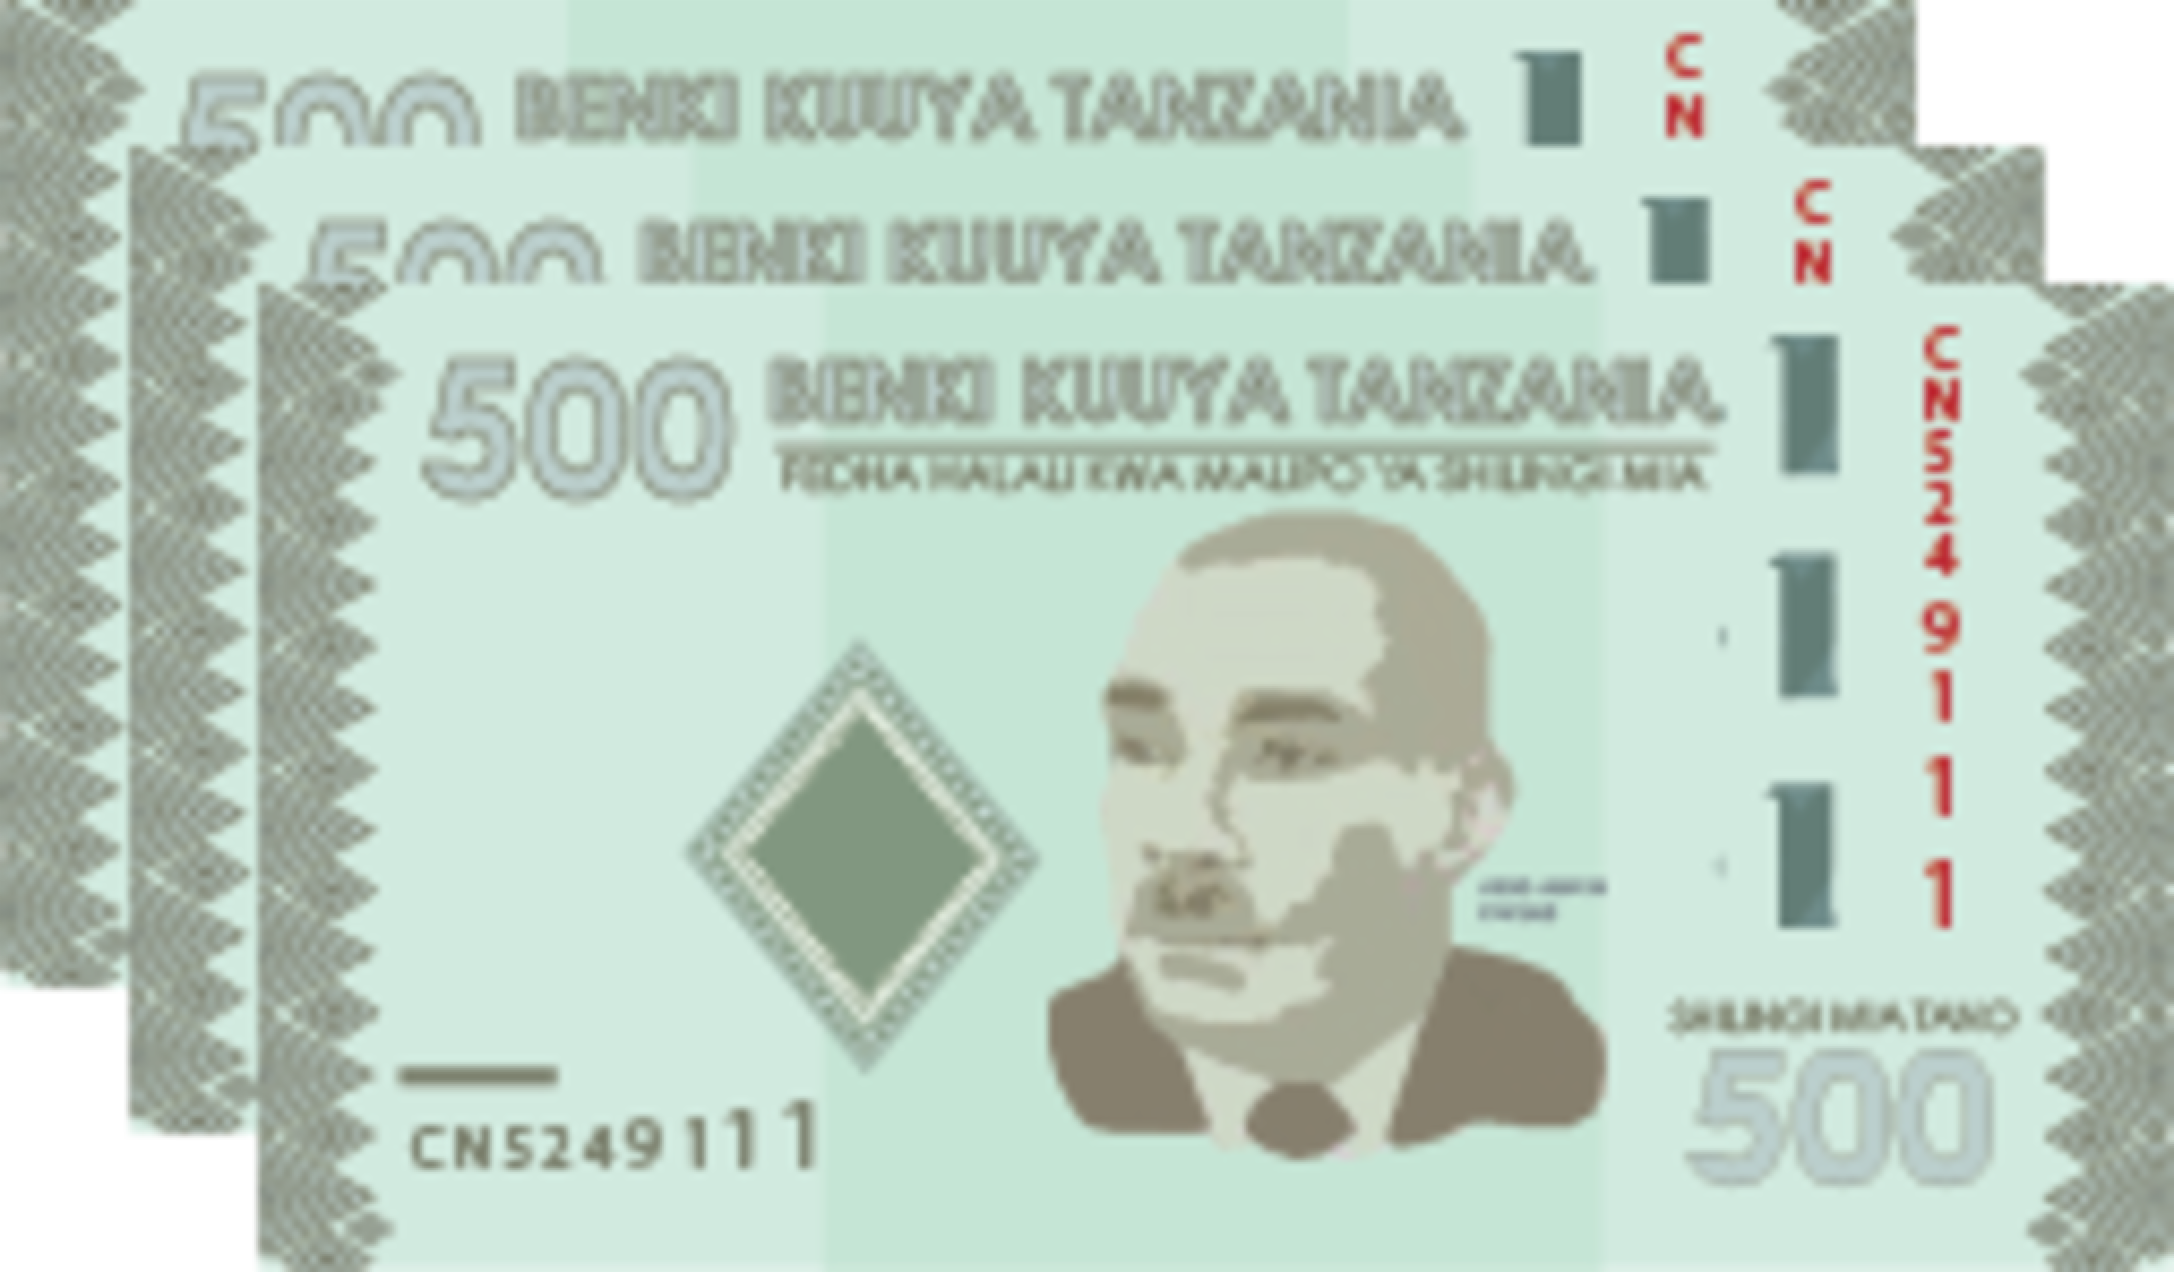 500 BENKI KUUYA TANZANIA
CN
500 BENKI KUUYA TANZANIA
CN
500 BENKI KUUYA TANZANIA
FEDHA HALALI KWA MALIPO YA SHILINGI MIA
CN5249111
SHILINGI MIA TANO
500
CN5249111